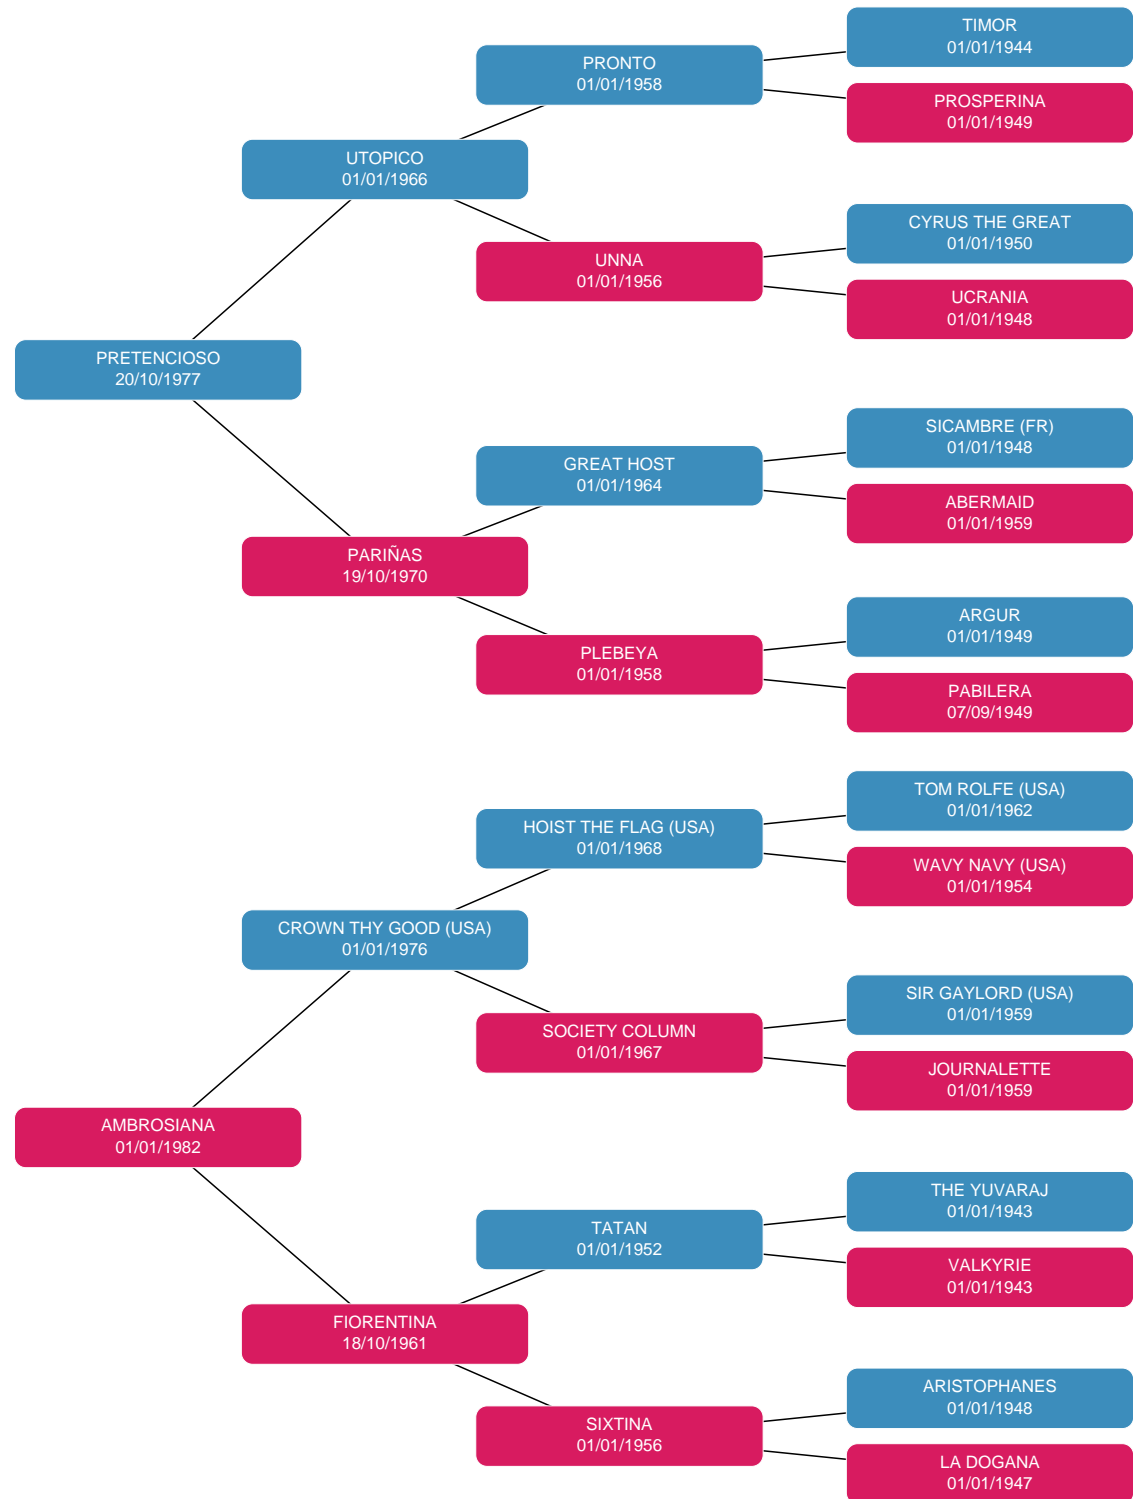 TIMOR
01/01/1944
PRONTO
01/01/1958
PROSPERINA
01/01/1949
UTOPICO
01/01/1966
CYRUS THE GREAT
01/01/1950
UNNA
01/01/1956
UCRANIA
01/01/1948
PRETENCIOSO
20/10/1977
SICAMBRE (FR)
01/01/1948
GREAT HOST
01/01/1964
ABERMAID
01/01/1959
PARIÑAS
19/10/1970
ARGUR
01/01/1949
PLEBEYA
01/01/1958
PABILERA
07/09/1949
TOM ROLFE (USA)
01/01/1962
HOIST THE FLAG (USA)
01/01/1968
WAVY NAVY (USA)
01/01/1954
CROWN THY GOOD (USA)
01/01/1976
SIR GAYLORD (USA)
01/01/1959
SOCIETY COLUMN
01/01/1967
JOURNALETTE
01/01/1959
AMBROSIANA
01/01/1982
THE YUVARAJ
01/01/1943
TATAN
01/01/1952
VALKYRIE
01/01/1943
FIORENTINA
18/10/1961
ARISTOPHANES
01/01/1948
SIXTINA
01/01/1956
LA DOGANA
01/01/1947